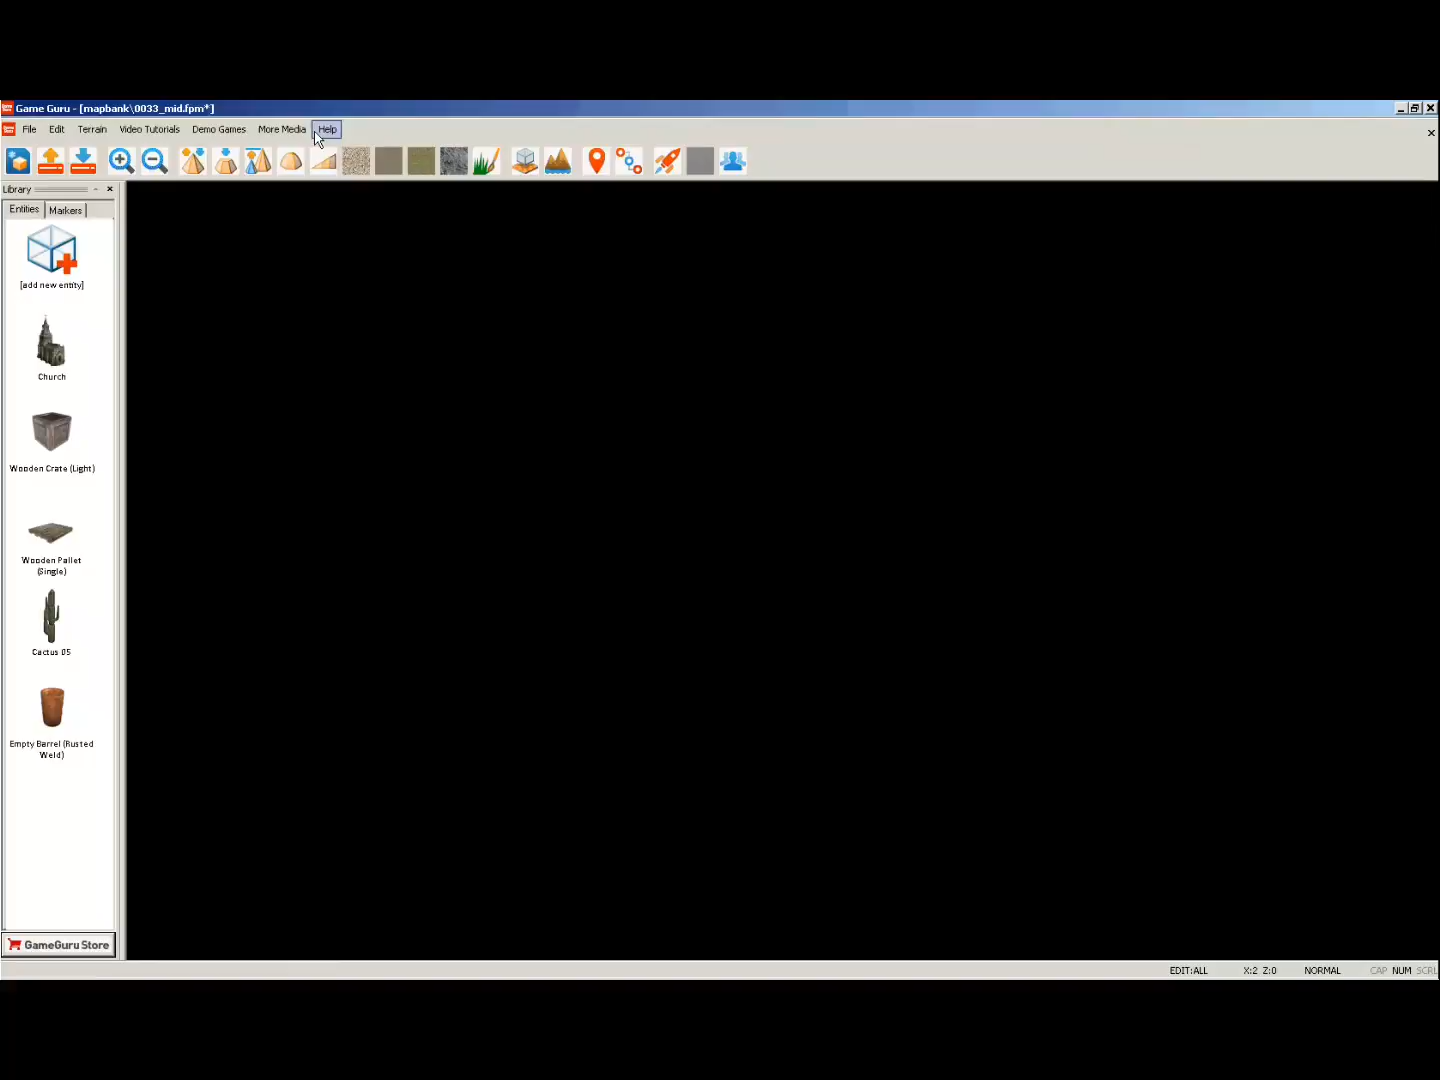 Game Guru - [mapbank\0033_mid.fpm*]
File Edit Terrain Video Tutorials Demo Games More Media Help
Library
Entities Markers
[add new entity]
Church
Wooden Crate (Light)
Wooden Pallet
(Single)
Cactus 05
Empty Barrel (Rusted
Weld)
GameGuru Store
EDIT:ALL X:2 Z:0 NORMAL CAP NUM SCRL